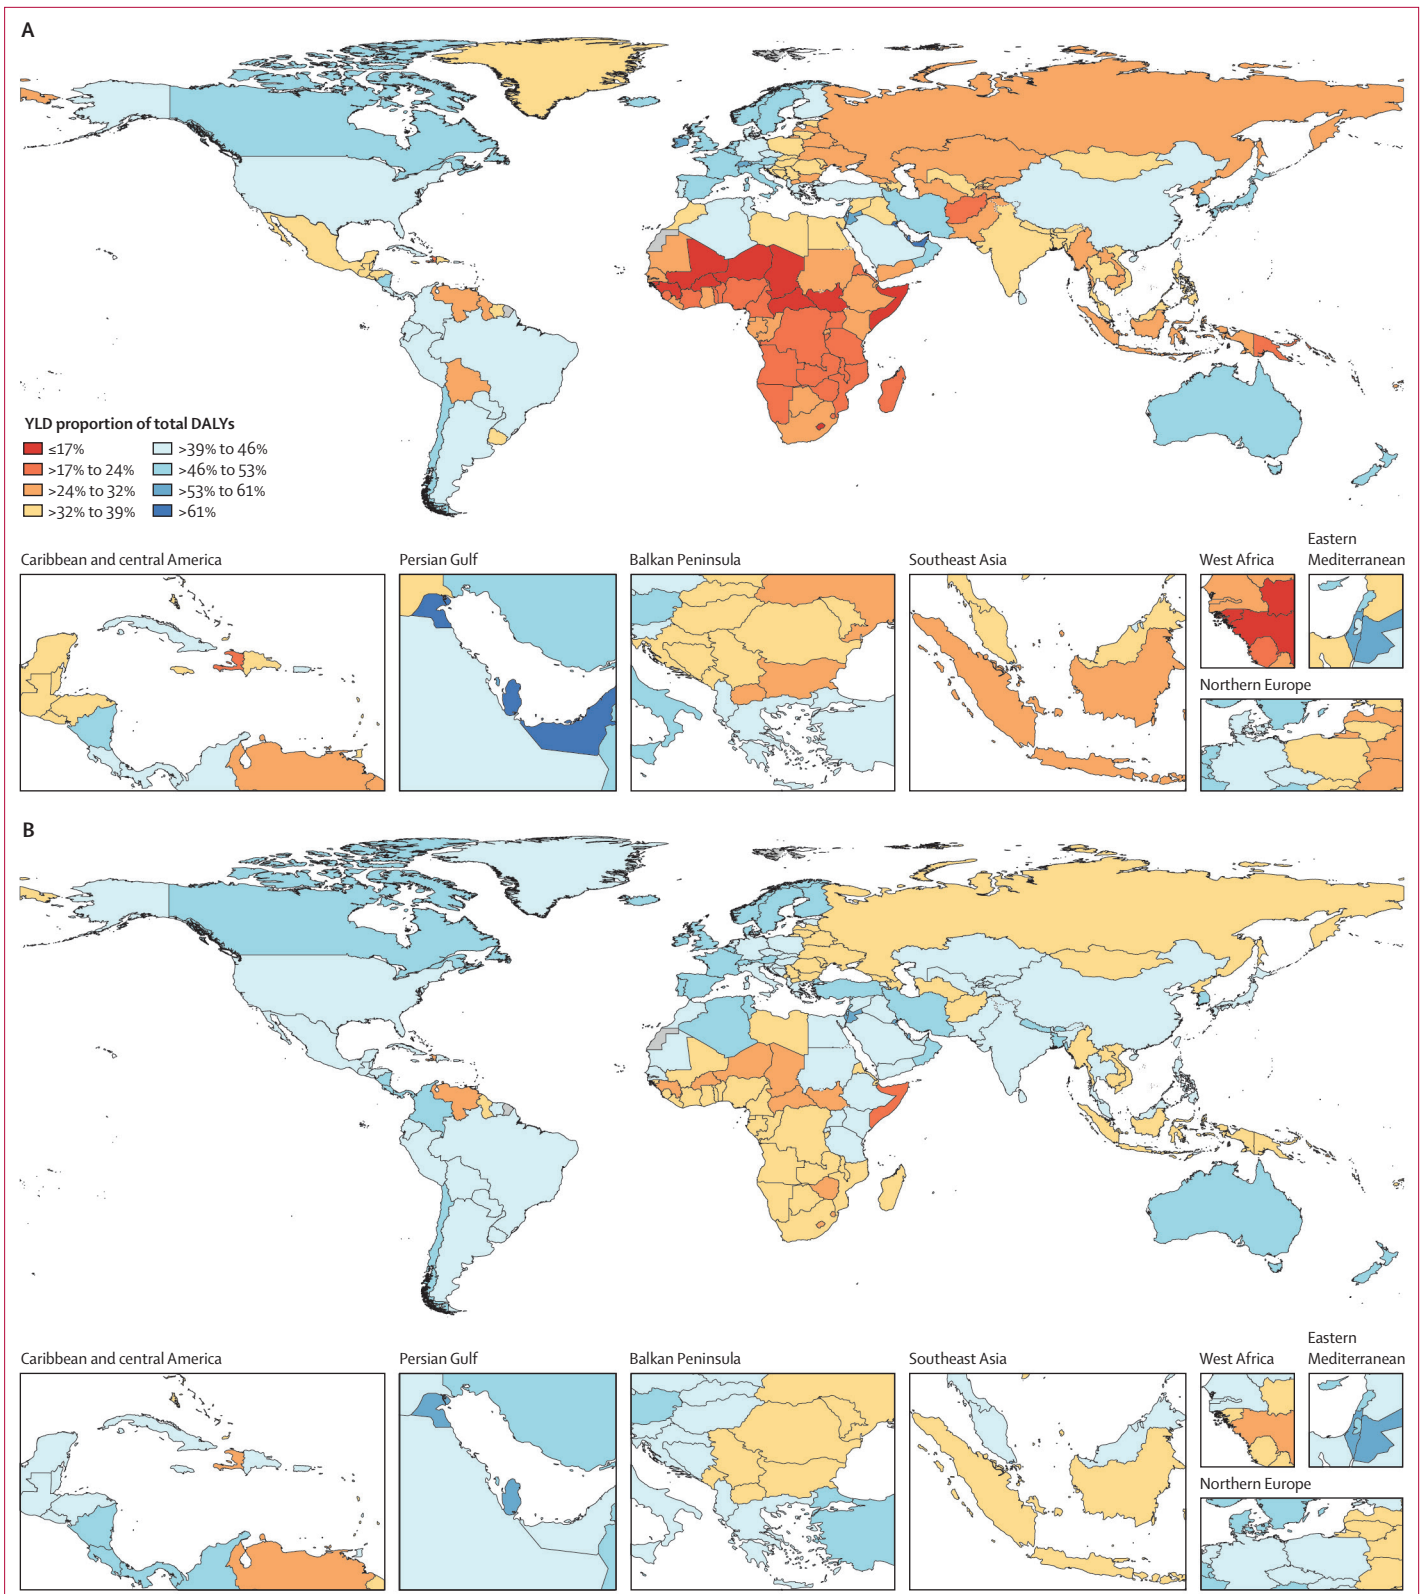 A
YLD proportion of total DALYs
≤17%
>17% to 24%
>24% to 32%
>32% to 39%
>39% to 46%
>46% to 53%
>53% to 61%
>61%
Caribbean and central America
Persian Gulf
Balkan Peninsula
Southeast Asia
West Africa
Eastern
Mediterranean
Northern Europe
B
Caribbean and central America
Persian Gulf
Balkan Peninsula
Southeast Asia
West Africa
Eastern
Mediterranean
Northern Europe